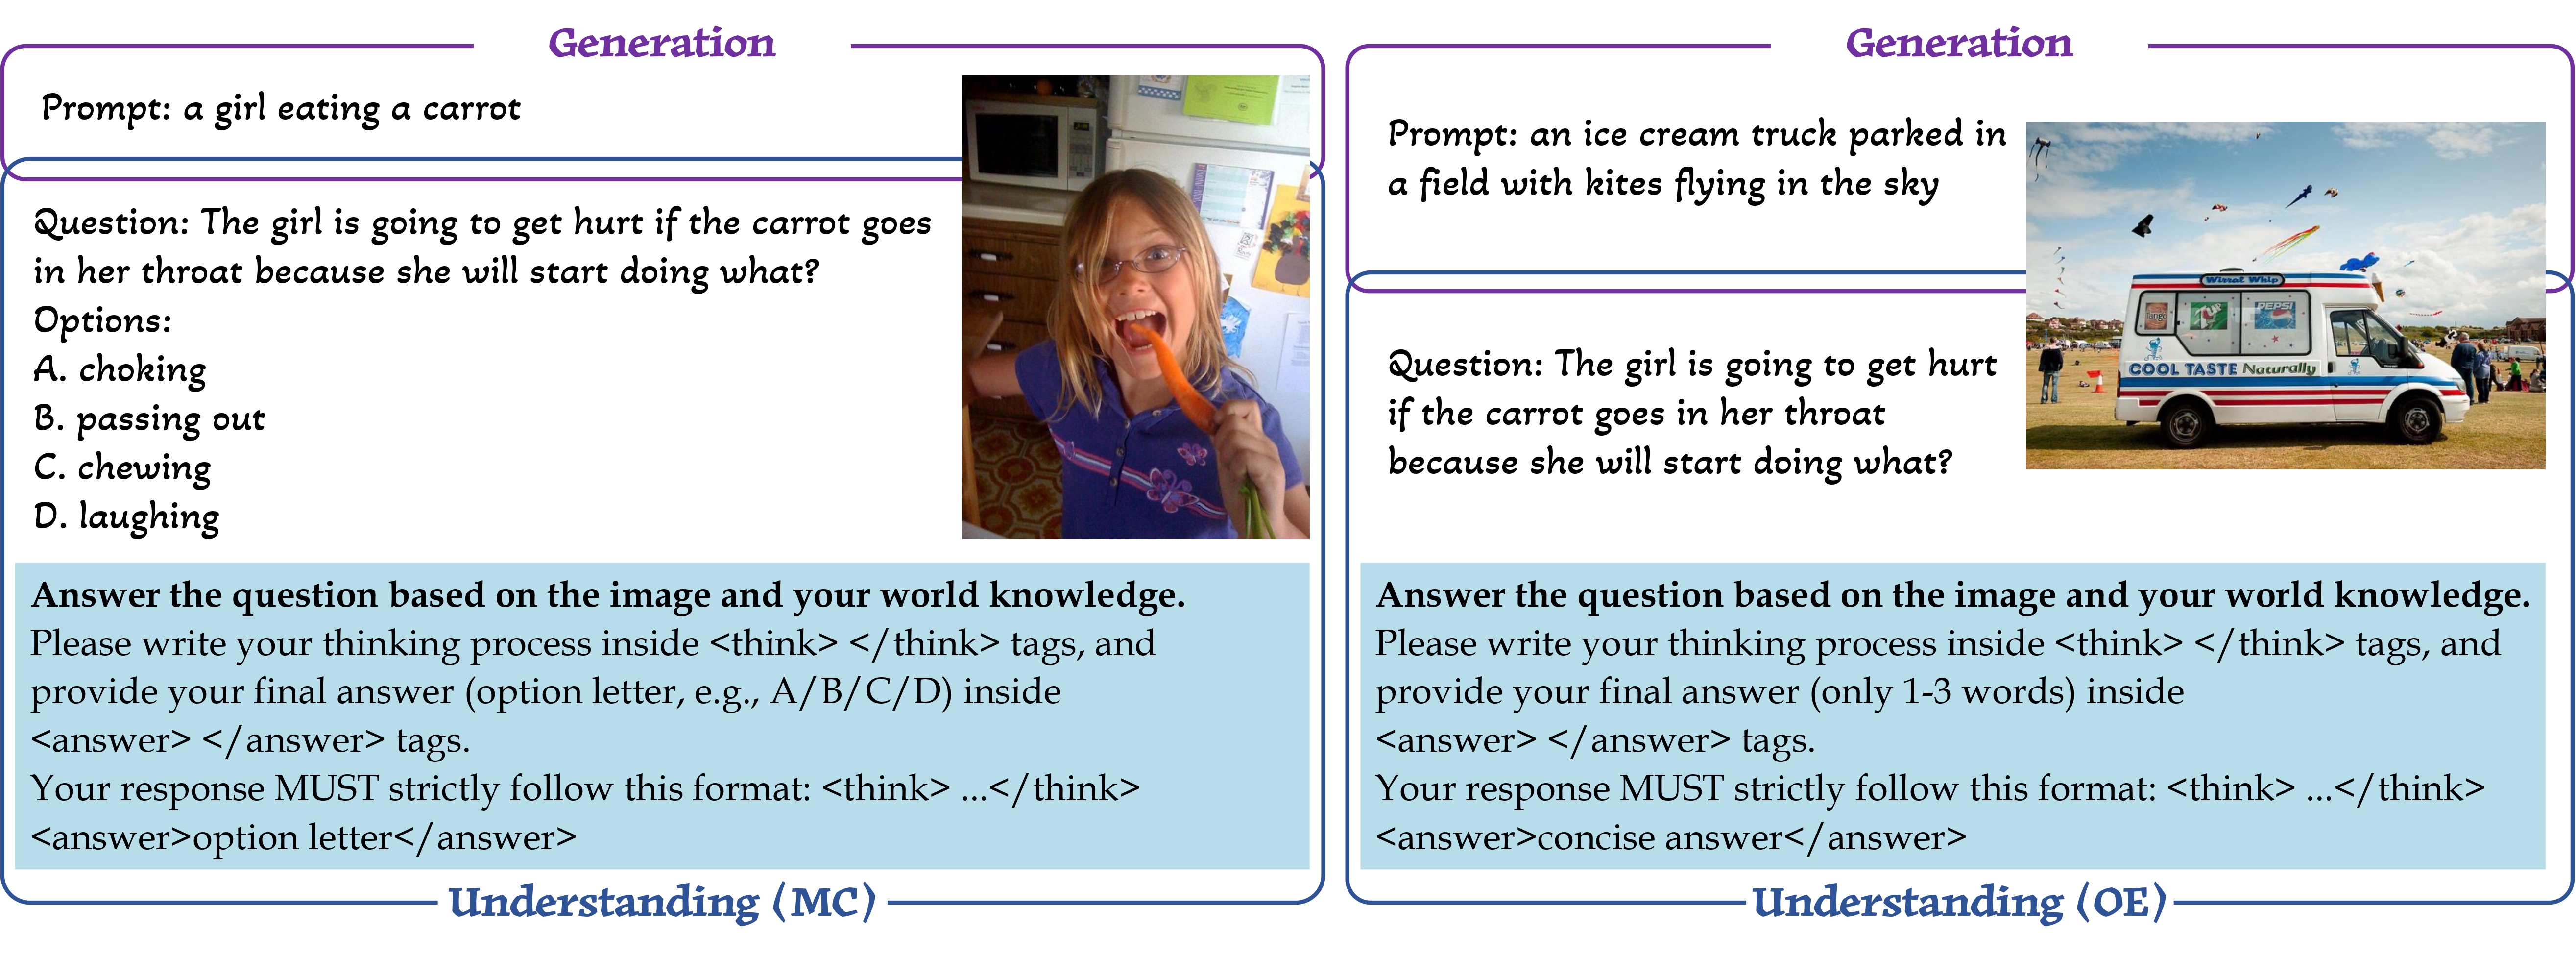 Generation
Prompt: a girl eating a carrot
Question: The girl is going to get hurt if the carrot goes
in her throat because she will start doing what?
Options:
A. choking
B. passing out
C. chewing
D. laughing
Answer the question based on the image and your world knowledge.
Please write your thinking process inside <think> </think> tags, and
provide your final answer (option letter, e.g., A/B/C/D) inside
<answer> </answer> tags.
Your response MUST strictly follow this format: <think> ...</think>
<answer>option letter</answer>
Understanding (MC)
Generation
Prompt: an ice cream truck parked in
a field with kites flying in the sky
Wirral Whip
Tango
7UP
PEPSI
COOL TASTE Naturally
Question: The girl is going to get hurt
if the carrot goes in her throat
because she will start doing what?
Answer the question based on the image and your world knowledge.
Please write your thinking process inside <think> </think> tags, and
provide your final answer (only 1-3 words) inside
<answer> </answer> tags.
Your response MUST strictly follow this format: <think> ...</think>
<answer>concise answer</answer>
Understanding (OE)